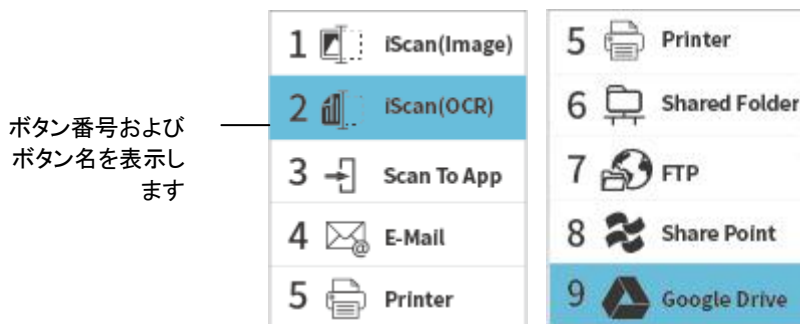 ボタン番号および
ボタン名を表示し
ます
1 iScan(Image)
2 iScan(OCR)
3 Scan To App
4 E-Mail
5 Printer
5 Printer
6 Shared Folder
7 FTP
8 Share Point
9 Google Drive